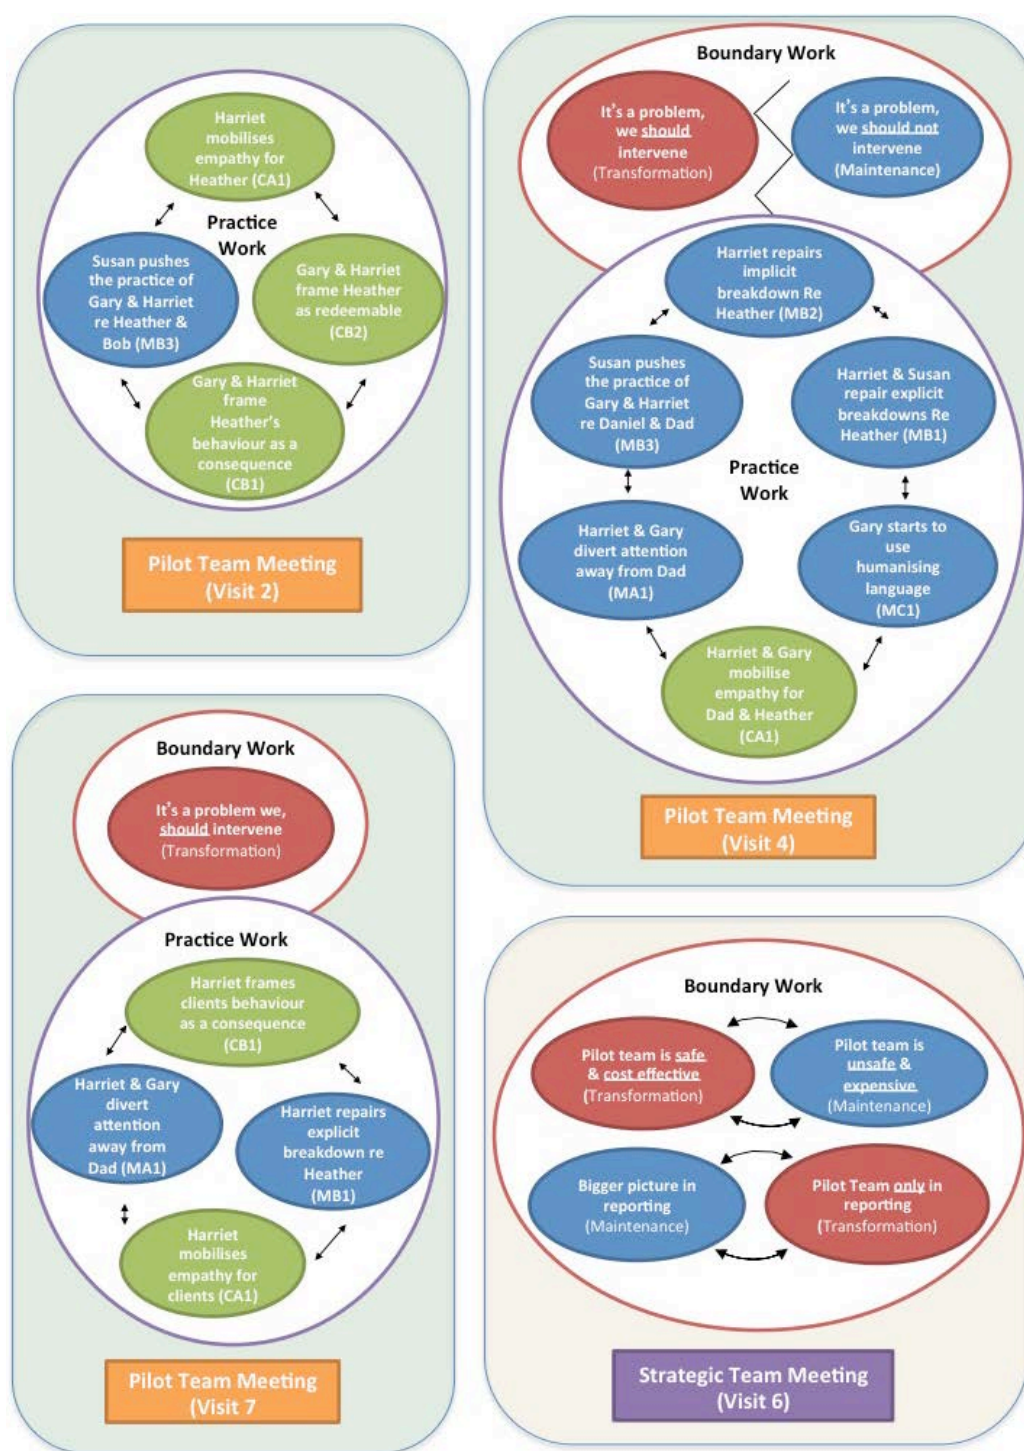 Harriet
mobilises
empathy for
Heather (CA1)
Practice
Work
Susan pushes
the practice of
Gary & Harriet
re Heather &
Bob (MB3)
Gary & Harriet
frame Heather
as redeemable
(CB2)
Gary & Harriet
frame
Heather's
behaviour as a
consequence
(CB1)
Pilot Team Meeting
(Visit 2)
Boundary Work
It's a problem,
we should
intervene
(Transformation)
It's a problem,
we should not
intervene
(Maintenance)
Harriet repairs
implicit
breakdown Re
Heather (MB2)
Susan pushes
the practice of
Gary & Harriet
re Daniel & Dad
(MB3)
Harriet & Susan
repair explicit
breakdowns Re
Heather (MB1)
Practice
Work
Harriet & Gary
divert attention
away from Dad
(MA1)
Gary starts to
use
humanising
language
(MC1)
Harriet & Gary
mobilise
empathy for
Dad & Heather
(CA1)
Pilot Team Meeting
(Visit 4)
Boundary Work
It's a problem we,
should intervene
(Transformation)
Practice Work
Harriet frames
clients behaviour
as a consequence
(CB1)
Harriet & Gary
divert
attention
away from
Dad (MA1)
Harriet repairs
explicit
breakdown re
Heather
(MB1)
Harriet
mobilises
empathy for
clients (CA1)
Pilot Team Meeting
(Visit 7
Boundary Work
Pilot team is safe
& cost effective
(Transformation)
Pilot team is
unsafe &
expensive
(Maintenance)
Bigger picture in
reporting
(Maintenance)
Pilot Team only in
reporting
(Transformation)
Strategic Team Meeting
(Visit 6)